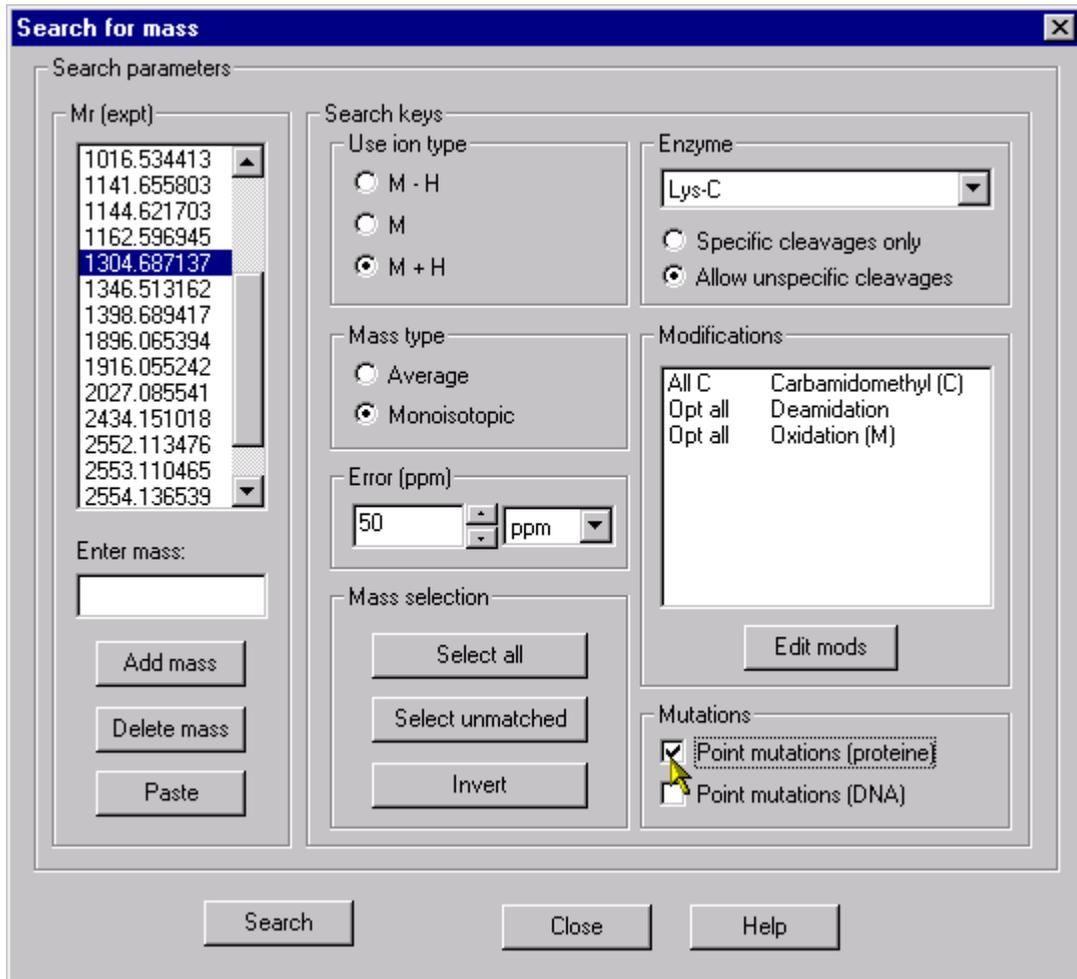 Search for mass
Search parameters
Mr (expt)
1016.534413
1141.655803
1144.621703
1162.596945
1304.687137
1346.513162
1398.689417
1896.065394
1916.055242
2027.085541
2434.151018
2552.113476
2553.110465
2554.136539
Enter mass:
Add mass
Delete mass
Paste
Search keys
Use ion type
M - H
M
M + H
Mass type
Average
Monoisotopic
Error (ppm)
50 ppm
Mass selection
Select all
Select unmatched
Invert
Enzyme
Lys-C
Specific cleavages only
Allow unspecific cleavages
Modifications
All C Carbamidomethyl (C)
Opt all Deamidation
Opt all Oxidation (M)
Edit mods
Mutations
Point mutations (proteine)
Point mutations (DNA)
Search Close Help